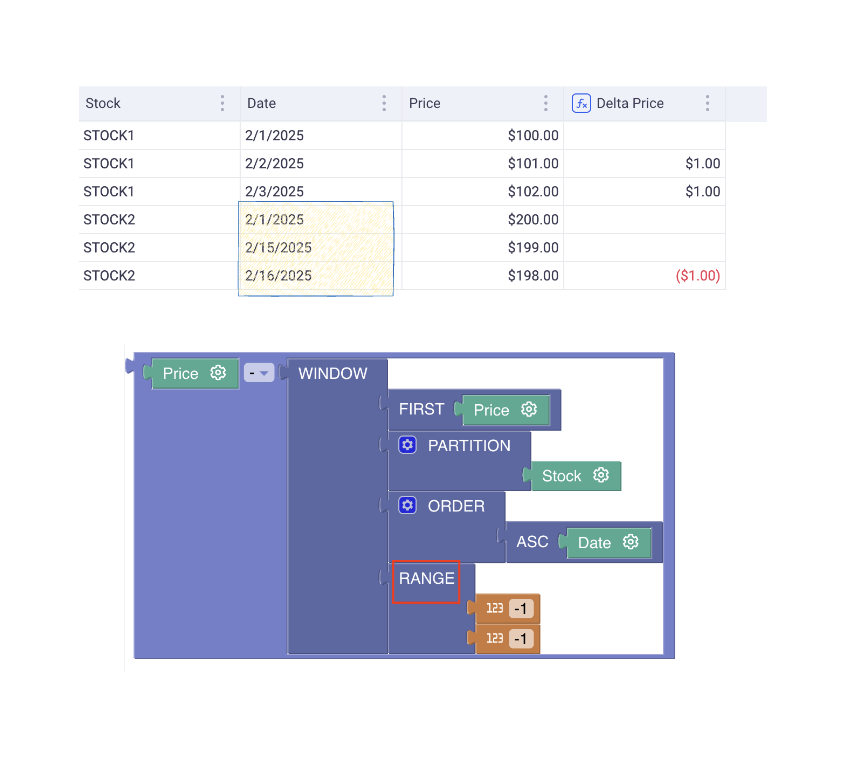 Stock Date Price fx Delta Price
STOCK1 2/1/2025 $100.00
STOCK1 2/2/2025 $101.00 $1.00
STOCK1 2/3/2025 $102.00 $1.00
STOCK2 2/1/2025 $200.00
STOCK2 2/15/2025 $199.00
STOCK2 2/16/2025 $198.00 ($1.00)
Price - WINDOW
FIRST Price
PARTITION
Stock
ORDER
ASC Date
RANGE
123 -1
123 -1